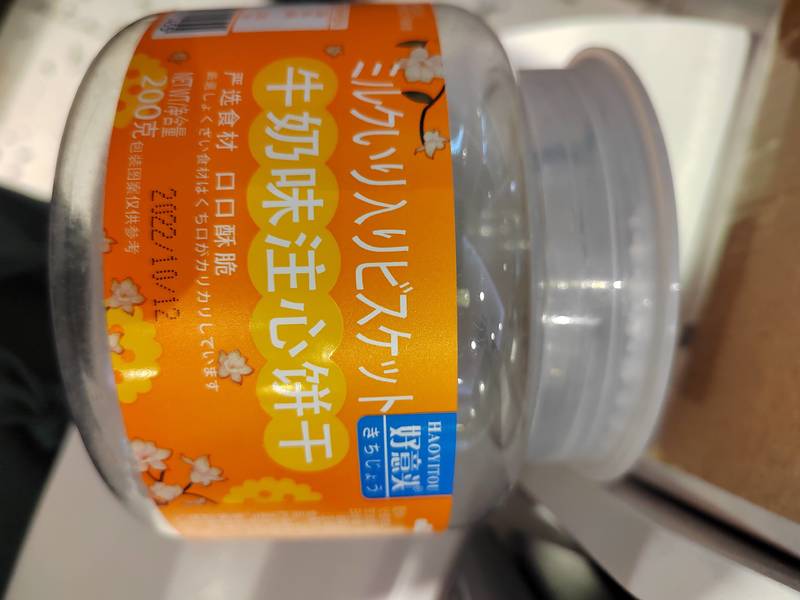 HAOYITOU
好意头®
きちじょう
ミルクいり入りビスケット
牛奶味注心饼干
严选食材 口口酥脆
厳選しょくざい食材はくち口がカリカリしています
NETWT/净含量
200克
包装图案仅供参考
2022/10/12